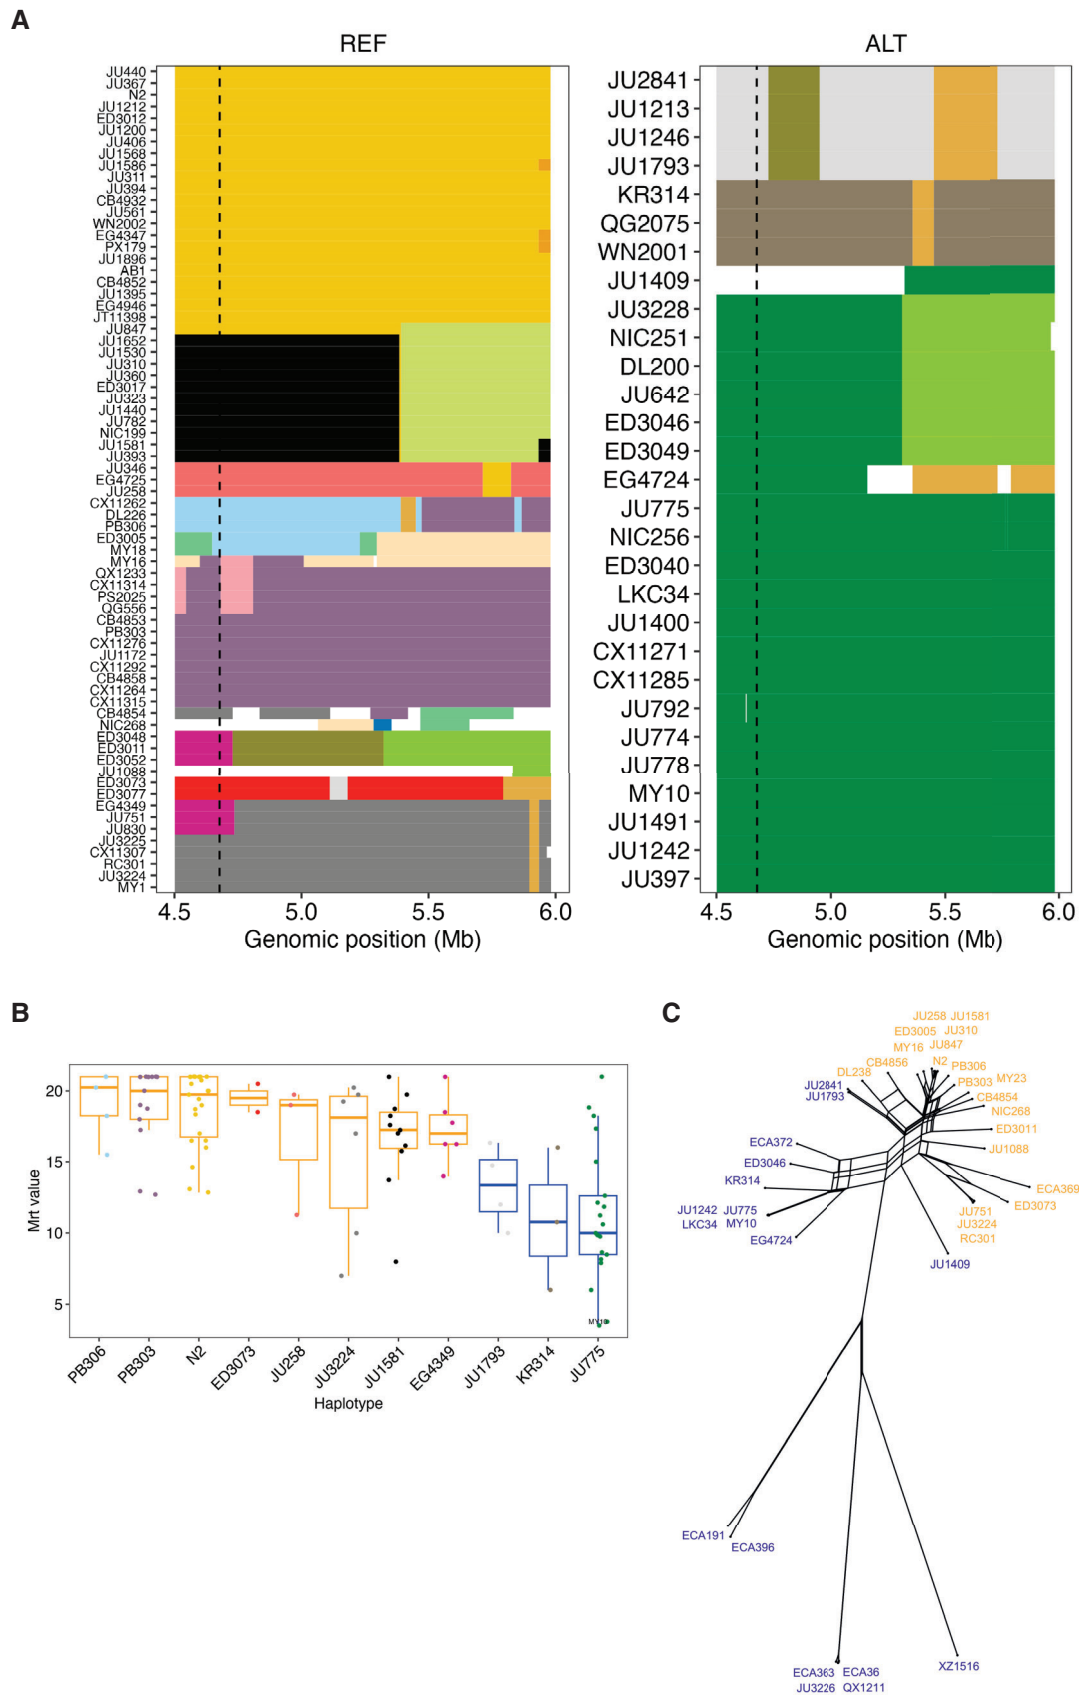 A
REF
ALT
JU440
JU367
N2
JU1212
ED3012
JU1200
JU406
JU1568
JU1586
JU311
JU394
CB4932
JU561
WN2002
EG4347
PX179
JU1896
AB1
CB4852
JU1395
EG4946
JT11398
JU847
JU1652
JU1530
JU310
JU360
ED3017
JU323
JU1440
JU782
NIC199
JU1581
JU393
JU346
EG4725
JU258
CX11262
DL226
PB306
ED3005
MY18
MY16
QX1233
CX11314
PS2025
QG556
CB4853
PB303
CX11276
JU1172
CX11292
CB4858
CX11264
CX11315
CB4854
NIC268
ED3048
ED3011
ED3052
JU1088
ED3073
ED3077
EG4349
JU751
JU830
JU3225
CX11307
RC301
JU3224
MY1
4.5 5.0 5.5 6.0
Genomic position (Mb)
JU2841
JU1213
JU1246
JU1793
KR314
QG2075
WN2001
JU1409
JU3228
NIC251
DL200
JU642
ED3046
ED3049
EG4724
JU775
NIC256
ED3040
LKC34
JU1400
CX11271
CX11285
JU792
JU774
JU778
MY10
JU1491
JU1242
JU397
4.5 5.0 5.5 6.0
Genomic position (Mb)
B
Mrt value
20
15
10
5
MY10
PB306
PB303
N2
ED3073
JU258
JU3224
JU1581
EG4349
JU1793
KR314
JU775
Haplotype
C
JU258 JU1581
ED3005 JU310
MY16 JU847
CB4856 N2 PB306
DL238 PB303 MY23
JU2841
JU1793
CB4854
NIC268
ED3011
ECA372
JU1088
ED3046
KR314
ECA369
ED3073
JU1242 JU775
LKC34 MY10
JU751
JU3224
RC301
EG4724
JU1409
ECA191
ECA396
XZ1516
ECA363 ECA36
JU3226 QX1211